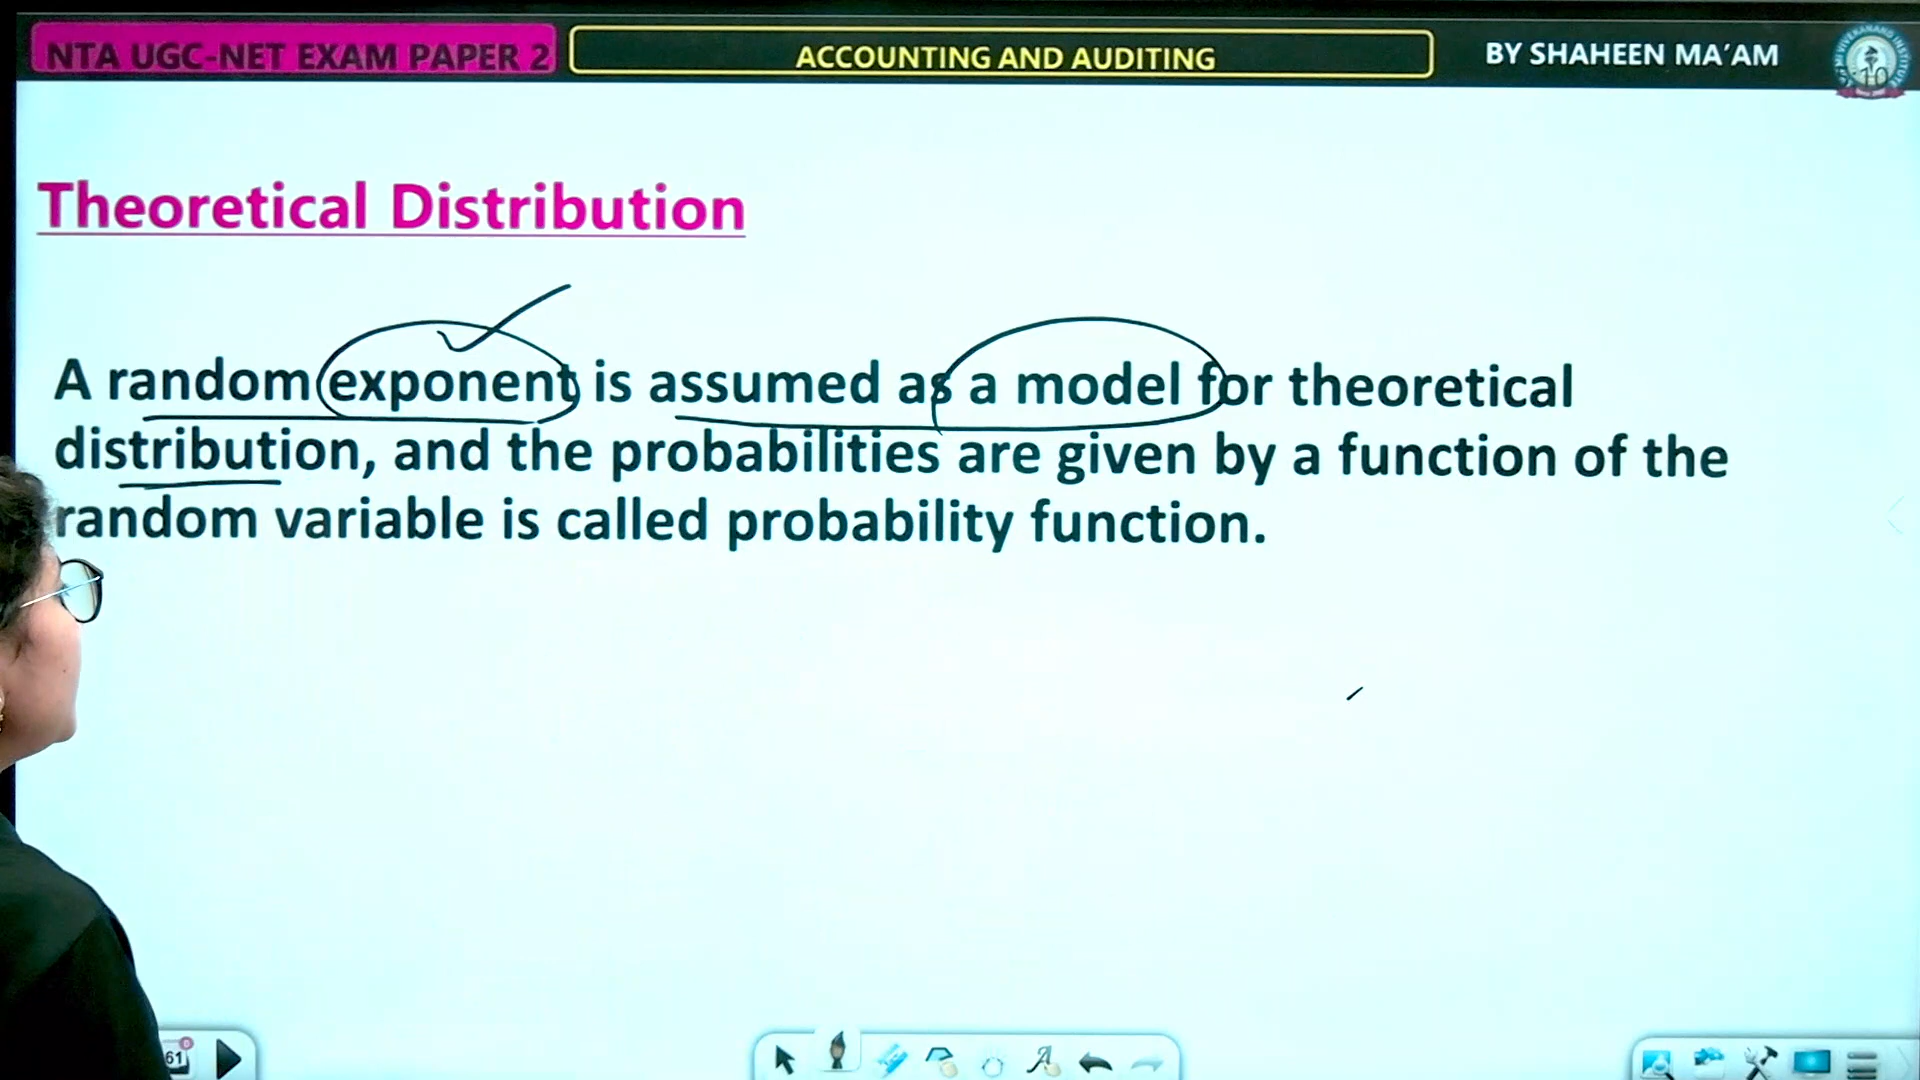 NTA UGC-NET EXAM PAPER 2
ACCOUNTING AND AUDITING
BY SHAHEEN MA'AM
Theoretical Distribution
A random exponent is assumed as a model for theoretical
distribution, and the probabilities are given by a function of the
random variable is called probability function.
61